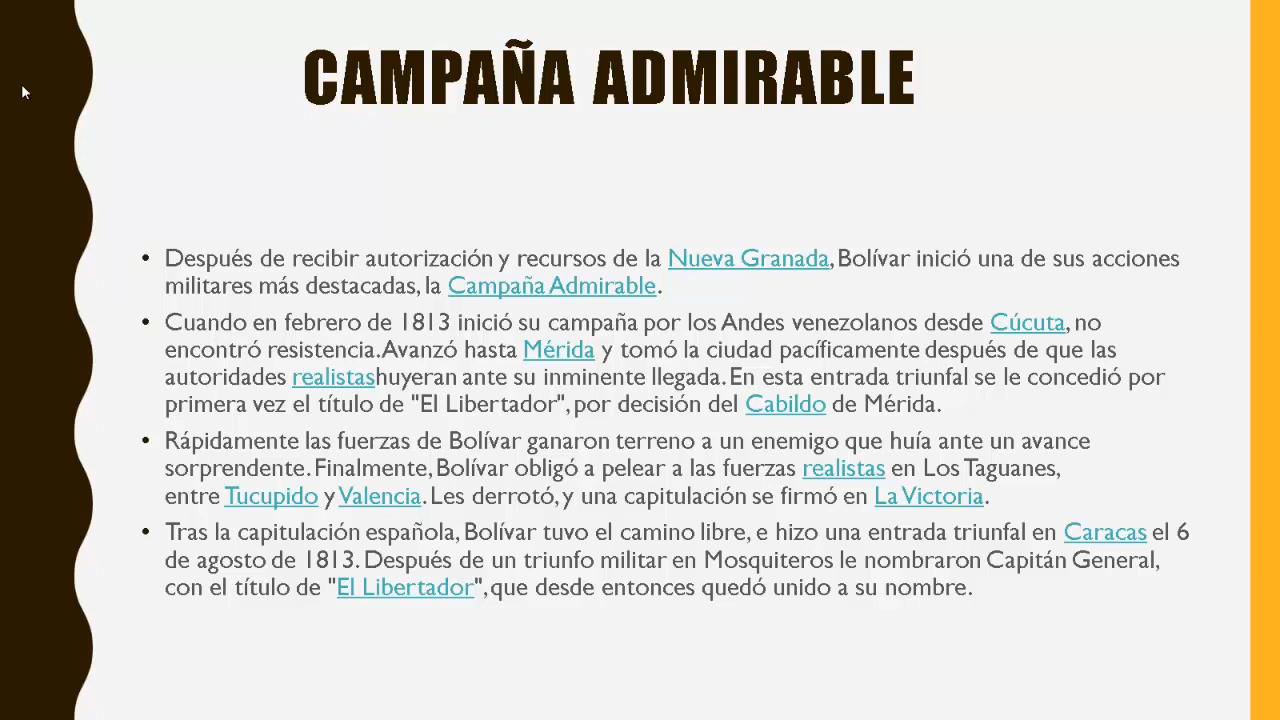 CAMPAÑA ADMIRABLE
• Después de recibir autorización y recursos de la Nueva Granada, Bolívar inició una de sus acciones
militares más destacadas, la Campaña Admirable.
• Cuando en febrero de 1813 inició su campaña por los Andes venezolanos desde Cúcuta, no
encontró resistencia. Avanzó hasta Mérida y tomó la ciudad pacíficamente después de que las
autoridades realistashuyeran ante su inminente llegada. En esta entrada triunfal se le concedió por
primera vez el título de "El Libertador", por decisión del Cabildo de Mérida.
• Rápidamente las fuerzas de Bolívar ganaron terreno a un enemigo que huía ante un avance
sorprendente. Finalmente, Bolívar obligó a pelear a las fuerzas realistas en Los Taguanes,
entre Tucupido y Valencia. Les derrotó, y una capitulación se firmó en La Victoria.
• Tras la capitulación española, Bolívar tuvo el camino libre, e hizo una entrada triunfal en Caracas el 6
de agosto de 1813. Después de un triunfo militar en Mosquiteros le nombraron Capitán General,
con el título de "El Libertador", que desde entonces quedó unido a su nombre.